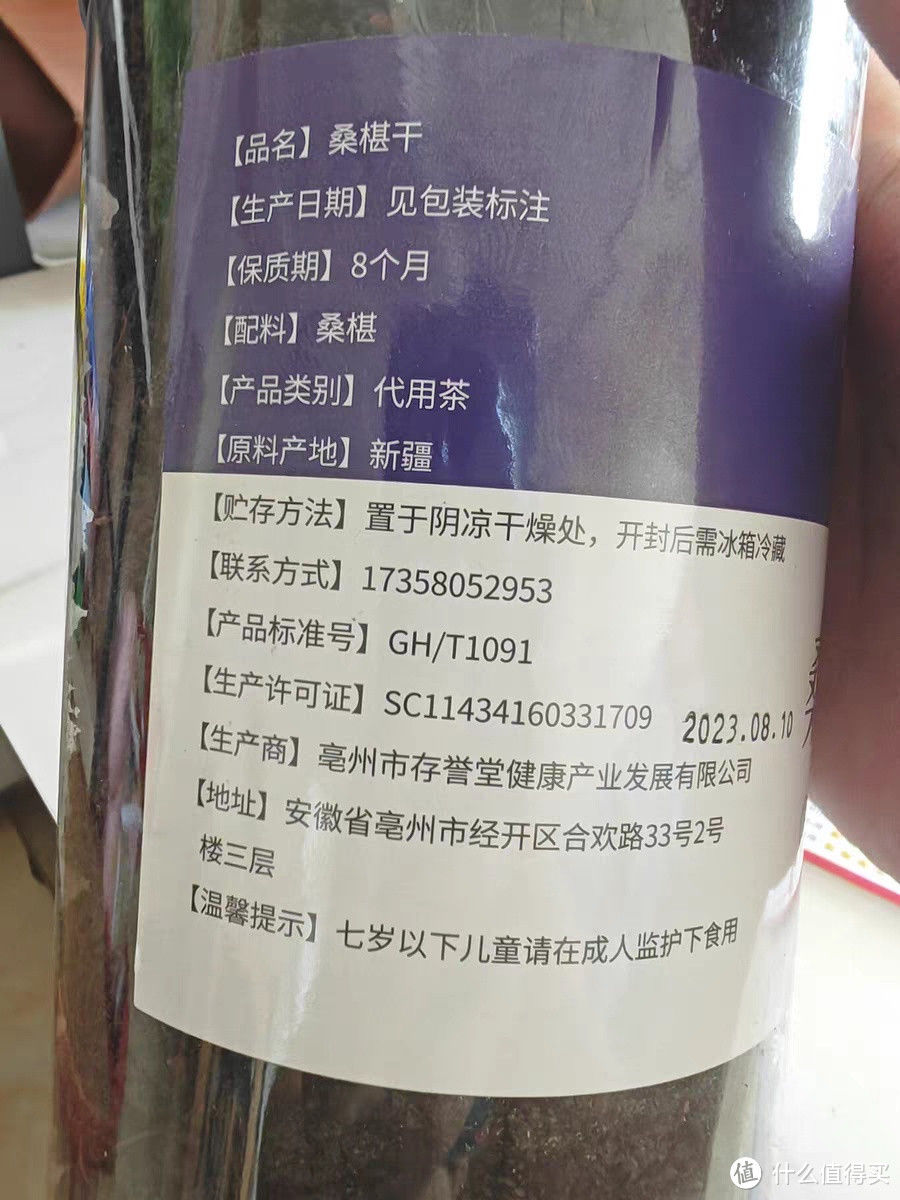 【品名】桑椹干
【生产日期】见包装标注
【保质期】8个月
【配料】桑椹
【产品类别】代用茶
【原料产地】新疆
【贮存方法】置于阴凉干燥处，开封后需冰箱冷藏
【联系方式】17358052953
【产品标准号】GH/T1091
【生产许可证】SC11434160331709
2023.08.10
【生产商】亳州市存誉堂健康产业发展有限公司
【地址】安徽省亳州市经开区合欢路33号2号
楼三层
【温馨提示】七岁以下儿童请在成人监护下食用
值 什么值得买